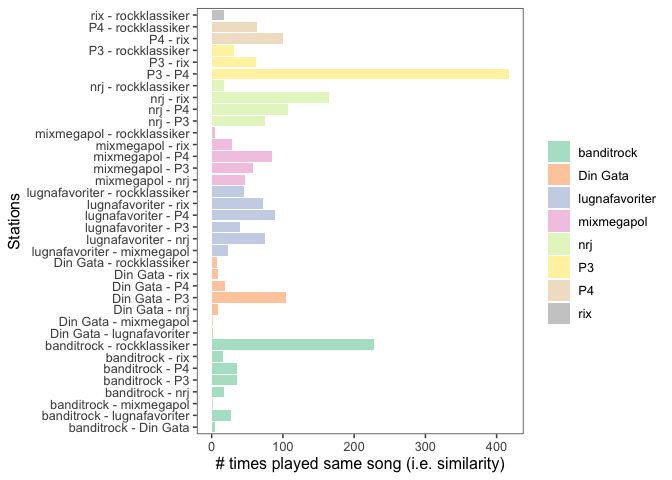 rix - rockklassiker
P4 - rockklassiker
P4 - rix
P3 - rockklassiker
P3 - rix
P3 - P4
nrj - rockklassiker
nrj - rix
nrj - P4
nrj - P3
mixmegapol - rockklassiker
mixmegapol - rix
mixmegapol - P4
mixmegapol - P3
mixmegapol - nrj
lugnafavoriter - rockklassiker
lugnafavoriter - rix
lugnafavoriter - P4
lugnafavoriter - P3
lugnafavoriter - nrj
lugnafavoriter - mixmegapol
Din Gata - rockklassiker
Din Gata - rix
Din Gata - P4
Din Gata - P3
Din Gata - nrj
Din Gata - mixmegapol
Din Gata - lugnafavoriter
banditrock - rockklassiker
banditrock - rix
banditrock - P4
banditrock - P3
banditrock - nrj
banditrock - mixmegapol
banditrock - lugnafavoriter
banditrock - Din Gata
Stations
0 100 200 300 400
# times played same song (i.e. similarity)
banditrock
Din Gata
lugnafavoriter
mixmegapol
nrj
P3
P4
rix